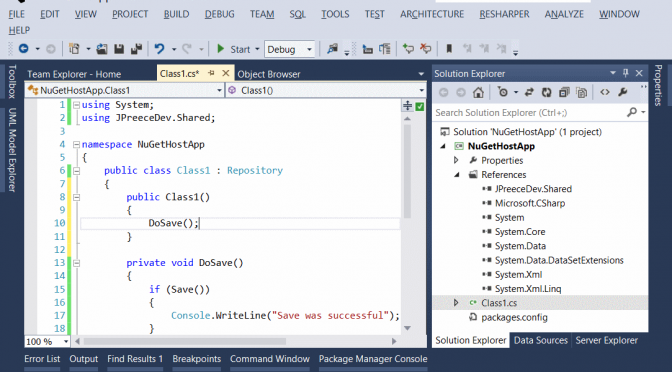 FILE EDIT VIEW PROJECT BUILD DEBUG TEAM SQL TOOLS TEST ARCHITECTURE RESHARPER ANALYZE WINDOW
HELP
Start Debug
Toolbox
UML Model Explorer
Team Explorer - Home Class1.cs* Object Browser
NuGetHostApp.Class1 Class1()
1 using System;
2 using JPreeceDev.Shared;
3
4 namespace NuGetHostApp
5 {
6 public class Class1 : Repository
7 {
8 public Class1()
9 {
10 DoSave();
11 }
12
13 private void DoSave()
14 {
15 if (Save())
16 {
17 Console.WriteLine("Save was successful");
18 }
100 %
Solution Explorer
Search Solution Explorer (Ctrl+;)
Solution 'NuGetHostApp' (1 project)
NuGetHostApp
Properties
References
JPreeceDev.Shared
Microsoft.CSharp
System
System.Core
System.Data
System.Data.DataSetExtensions
System.Xml
System.Xml.Linq
Class1.cs
packages.config
Solution Explorer Data Sources Server Explorer
Properties
Error List Output Find Results 1 Breakpoints Command Window Package Manager Console